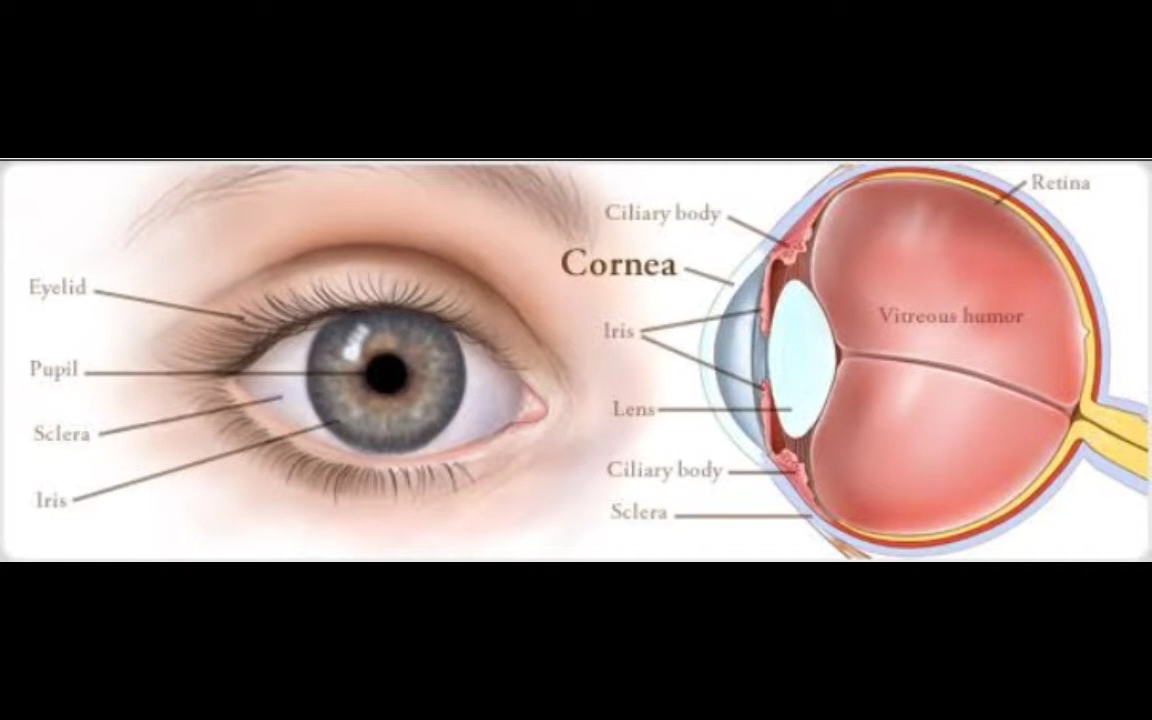 Eyelid
Pupil
Sclera
Iris
Ciliary body
Cornea
Iris
Lens
Ciliary body
Sclera
Retina
Vitreous humor